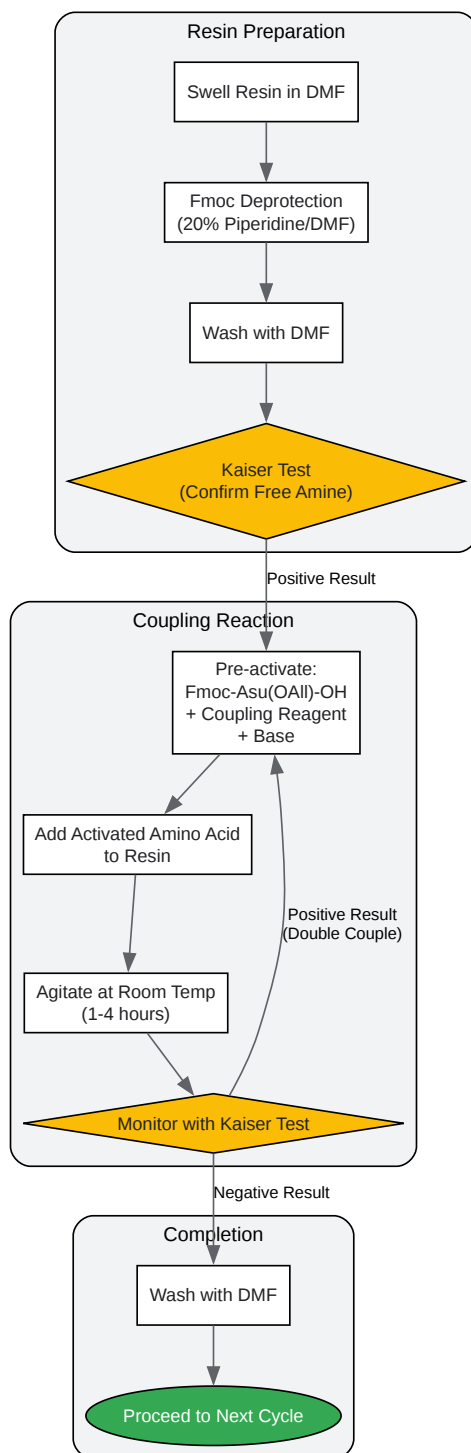 Resin Preparation
Swell Resin in DMF
Fmoc Deprotection
(20% Piperidine/DMF)
Wash with DMF
Kaiser Test
(Confirm Free Amine)
Positive Result
Coupling Reaction
Pre-activate:
Fmoc-Asu(OAll)-OH
+ Coupling Reagent
+ Base
Add Activated Amino Acid
to Resin
Positive Result
(Double Couple)
Agitate at Room Temp
(1-4 hours)
Monitor with Kaiser Test
Negative Result
Completion
Wash with DMF
Proceed to Next Cycle